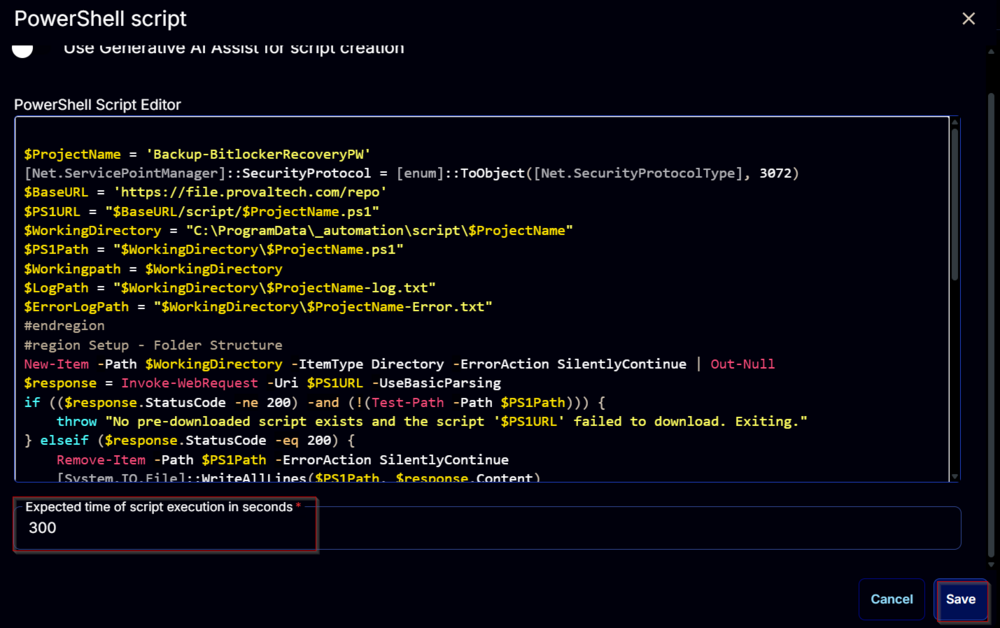 PowerShell script
Use Generative AI Assist for script creation
PowerShell Script Editor
$ProjectName = 'Backup-BitlockerRecoveryPW'
[Net.ServicePointManager]::SecurityProtocol = [enum]::ToObject([Net.SecurityProtocolType], 3072)
$BaseURL = 'https://file.provaltech.com/repo'
$PS1URL = "$BaseURL/script/$ProjectName.ps1"
$WorkingDirectory = "C:\ProgramData\_automation\script\$ProjectName"
$PS1Path = "$WorkingDirectory\$ProjectName.ps1"
$Workingpath = $WorkingDirectory
$LogPath = "$WorkingDirectory\$ProjectName-log.txt"
$ErrorLogPath = "$WorkingDirectory\$ProjectName-Error.txt"
#endregion
#region Setup - Folder Structure
New-Item -Path $WorkingDirectory -ItemType Directory -ErrorAction SilentlyContinue | Out-Null
$response = Invoke-WebRequest -Uri $PS1URL -UseBasicParsing
if (($response.StatusCode -ne 200) -and (!(Test-Path -Path $PS1Path))) {
    throw "No pre-downloaded script exists and the script '$PS1URL' failed to download. Exiting."
} elseif ($response.StatusCode -eq 200) {
    Remove-Item -Path $PS1Path -ErrorAction SilentlyContinue
    [System.IO.File]::WriteAllLines($PS1Path, $response.Content)
Expected time of script execution in seconds *
300
Cancel
Save